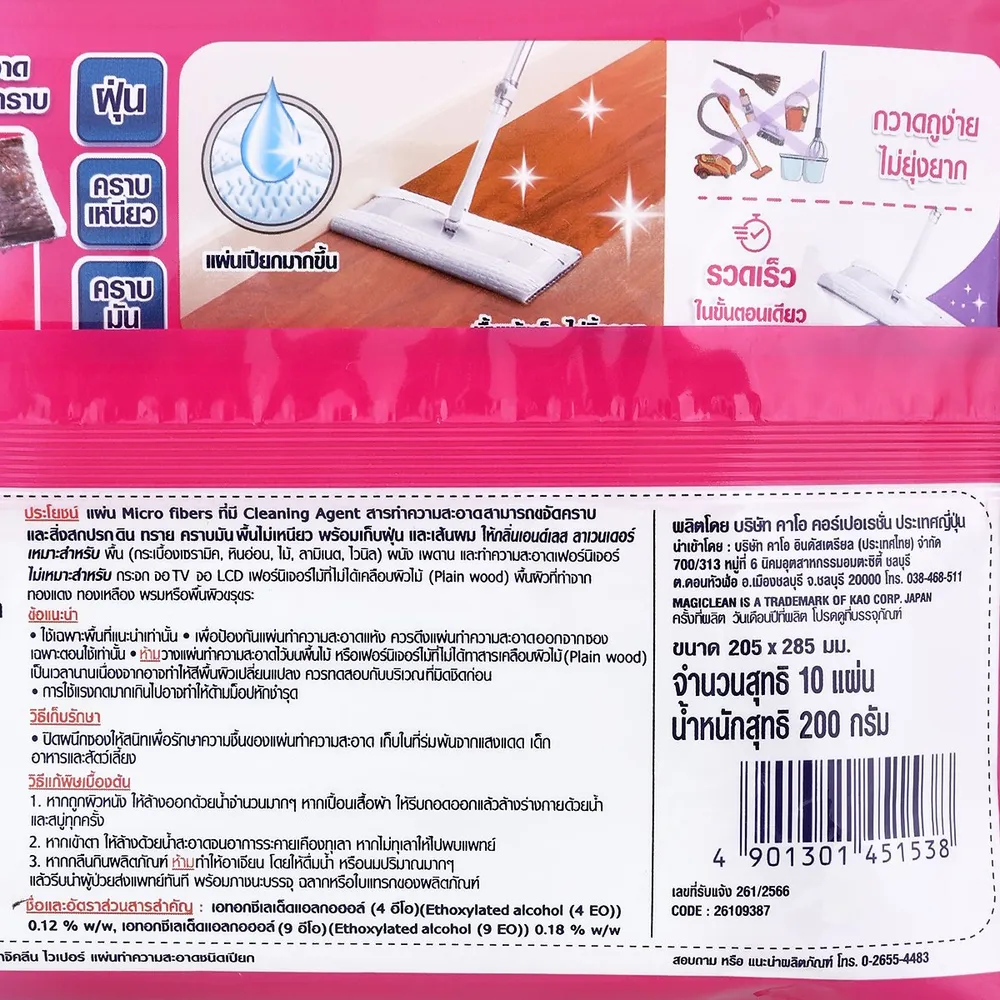 ฝุ่น
คราบ
เหนียว
คราบ
มัน
แผ่นเปียกมากขึ้น
กวาดถูง่าย
ไม่ยุ่งยาก
รวดเร็ว
ในขั้นตอนเดียว
ประโยชน์ แผ่น Micro fibers ที่มี Cleaning Agent สารทำความสะอาดสามารถขจัดคราบ
และสิ่งสกปรก ดิน ทราย คราบมัน พื้นไม่เหนียว พร้อมเก็บฝุ่น และเส้นผม ให้กลิ่นเอนด์เลส ลาเวนเดอร์
เหมาะสำหรับ พื้น (กระเบื้องเซรามิค, หินอ่อน, ไม้, ลามิเนต, ไวนิล) ผนัง เพดาน และทำความสะอาดเฟอร์นิเจอร์
ไม่เหมาะสำหรับ กระจก จอ TV จอ LCD เฟอร์นิเจอร์ไม้ที่ไม่ได้เคลือบผิวไม้ (Plain wood) พื้นผิวที่ทำจาก
ทองแดง ทองเหลือง พรมหรือพื้นผิวขรุขระ
ข้อแนะนำ
• ใช้เฉพาะพื้นที่แนะนำเท่านั้น • เพื่อป้องกันแผ่นทำความสะอาดแห้ง ควรดึงแผ่นทำความสะอาดออกจากซอง
เฉพาะตอนใช้เท่านั้น • ห้ามวางแผ่นทำความสะอาดไว้บนพื้นไม้ หรือเฟอร์นิเจอร์ไม้ที่ไม่ได้ทาสารเคลือบผิวไม้ (Plain wood)
เป็นเวลานานเนื่องจากอาจทำให้สีพื้นผิวเปลี่ยนแปลง ควรทดสอบกับบริเวณที่มิดชิดก่อน
• การใช้แรงกดมากเกินไปอาจทำให้ด้ามม็อปหักชำรุด
วิธีเก็บรักษา
• ปิดผนึกซองให้สนิทเพื่อรักษาความชื้นของแผ่นทำความสะอาด เก็บในที่ร่มพ้นจากแสงแดด เด็ก
อาหารและสัตว์เลี้ยง
วิธีแก้พิษเบื้องต้น
1. หากถูกผิวหนัง ให้ล้างออกด้วยน้ำจำนวนมากๆ หากเปื้อนเสื้อผ้า ให้รีบถอดออกแล้วล้างร่างกายด้วยน้ำ
และสบู่ทุกครั้ง
2. หากเข้าตา ให้ล้างด้วยน้ำสะอาดจนอาการระคายเคืองทุเลา หากไม่ทุเลาให้ไปพบแพทย์
3. หากกลืนกินผลิตภัณฑ์ ห้ามทำให้อาเจียน โดยให้ดื่มน้ำ หรือนมปริมาณมากๆ
แล้วรีบนำผู้ป่วยส่งแพทย์ทันที พร้อมภาชนะบรรจุ ฉลากหรือใบแทรกของผลิตภัณฑ์
ชื่อและอัตราส่วนสารสำคัญ : เอทอกซีเลเต็ดแอลกอฮอล์ (4 อีโอ)(Ethoxylated alcohol (4 EO))
0.12 % w/w, เอทอกซีเลเต็ดแอลกอฮอล์ (9 อีโอ)(Ethoxylated alcohol (9 EO)) 0.18 % w/w
จิคลีน ไวเปอร์ แผ่นทำความสะอาดชนิดเปียก
ผลิตโดย บริษัท คาโอ คอร์เปอเรชั่น ประเทศญี่ปุ่น
นำเข้าโดย : บริษัท คาโอ อินดัสเตรียล (ประเทศไทย) จำกัด
700/313 หมู่ที่ 6 นิคมอุตสาหกรรมอมตะซิตี้ ชลบุรี
ต.ดอนหัวฬ่อ อ.เมืองชลบุรี จ.ชลบุรี 20000 โทร. 038-468-511
MAGICLEAN IS A TRADEMARK OF KAO CORP. JAPAN
ครั้งที่ผลิต วันเดือนปีที่ผลิต โปรดดูที่บรรจุภัณฑ์
ขนาด 205 x 285 มม.
จำนวนสุทธิ 10 แผ่น
น้ำหนักสุทธิ 200 กรัม
4 901301 451538
เลขที่รับแจ้ง 261/2566
CODE : 26109387
สอบถาม หรือ แนะนำผลิตภัณฑ์ โทร. 0-2655-4483